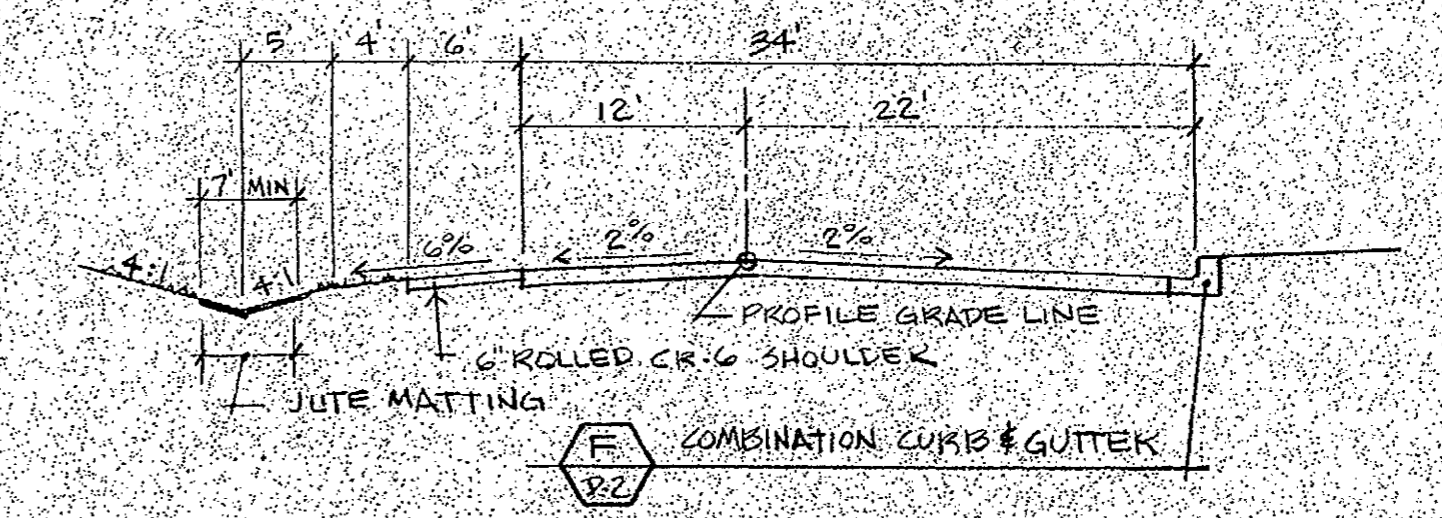 5' 4' 6' 34'
12' 22'
7' MIN
4:1 4:1 6% 2% 2%
PROFILE GRADE LINE
6" ROLLED CR-6 SHOULDER
JUTE MATTING
F COMBINATION CURB & GUTTER
D-2